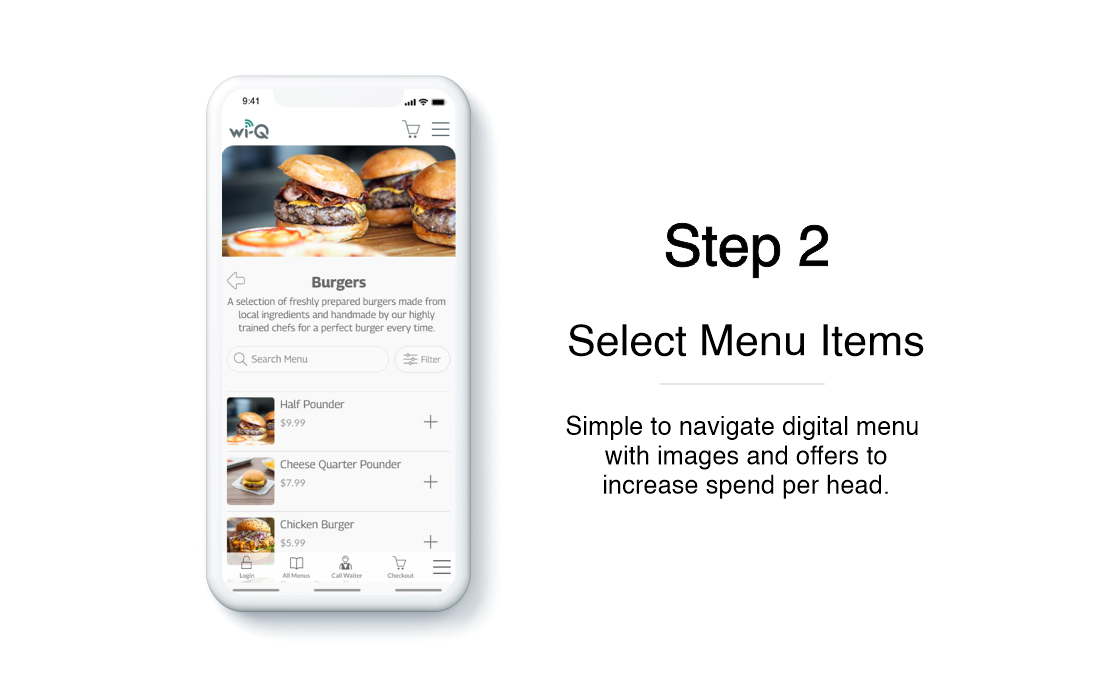 9:41
wi-Q
Burgers
A selection of freshly prepared burgers made from
local ingredients and handmade by our highly
trained chefs for a perfect burger every time.
Search Menu
Filter
Half Pounder
$9.99
Cheese Quarter Pounder
$7.99
Chicken Burger
$5.99
Login
All Menus
Call Waiter
Checkout
Step 2
Select Menu Items
Simple to navigate digital menu
with images and offers to
increase spend per head.